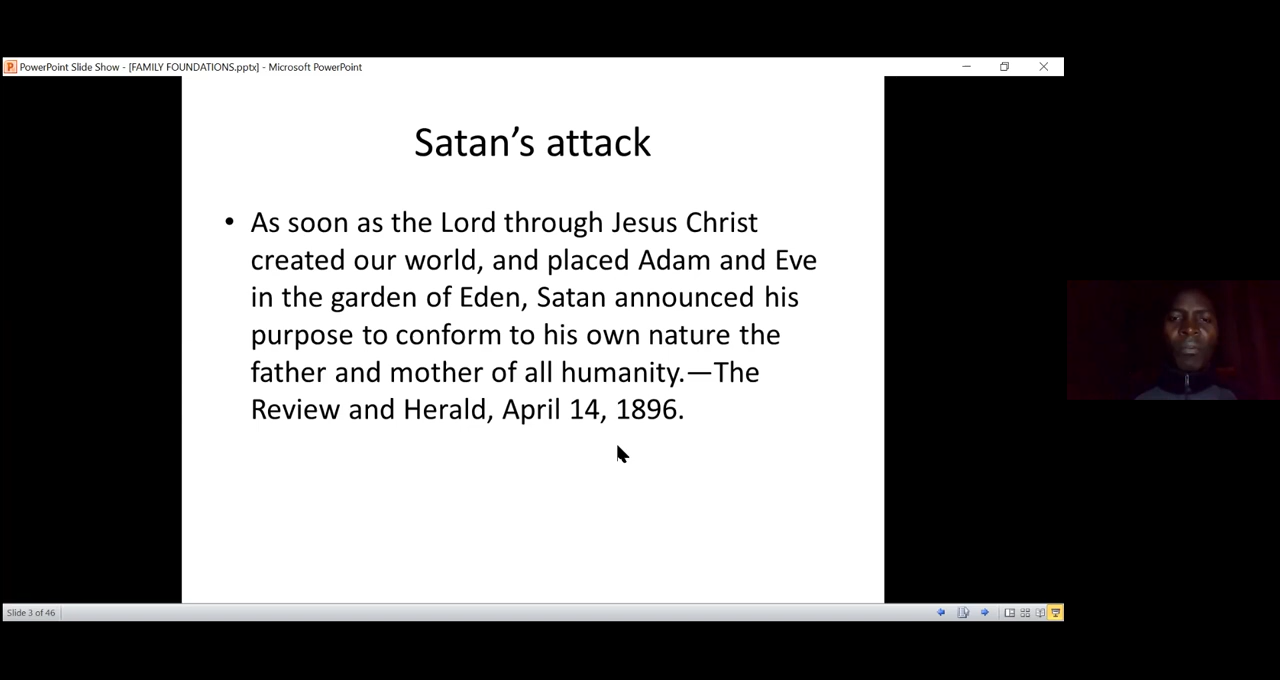 PowerPoint Slide Show - [FAMILY FOUNDATIONS.pptx] - Microsoft PowerPoint
Satan’s attack
• As soon as the Lord through Jesus Christ
created our world, and placed Adam and Eve
in the garden of Eden, Satan announced his
purpose to conform to his own nature the
father and mother of all humanity.—The
Review and Herald, April 14, 1896.
Slide 3 of 46